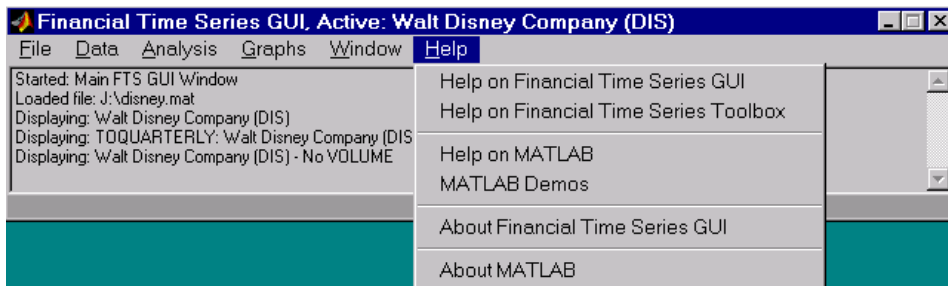 Financial Time Series GUI, Active: Walt Disney Company (DIS)
File Data Analysis Graphs Window Help
Started: Main FTS GUI Window
Loaded file: J:\disney.mat
Displaying: Walt Disney Company (DIS)
Displaying: TOQUARTERLY: Walt Disney Company (DIS
Displaying: Walt Disney Company (DIS) - No VOLUME
Help on Financial Time Series GUI
Help on Financial Time Series Toolbox
Help on MATLAB
MATLAB Demos
About Financial Time Series GUI
About MATLAB